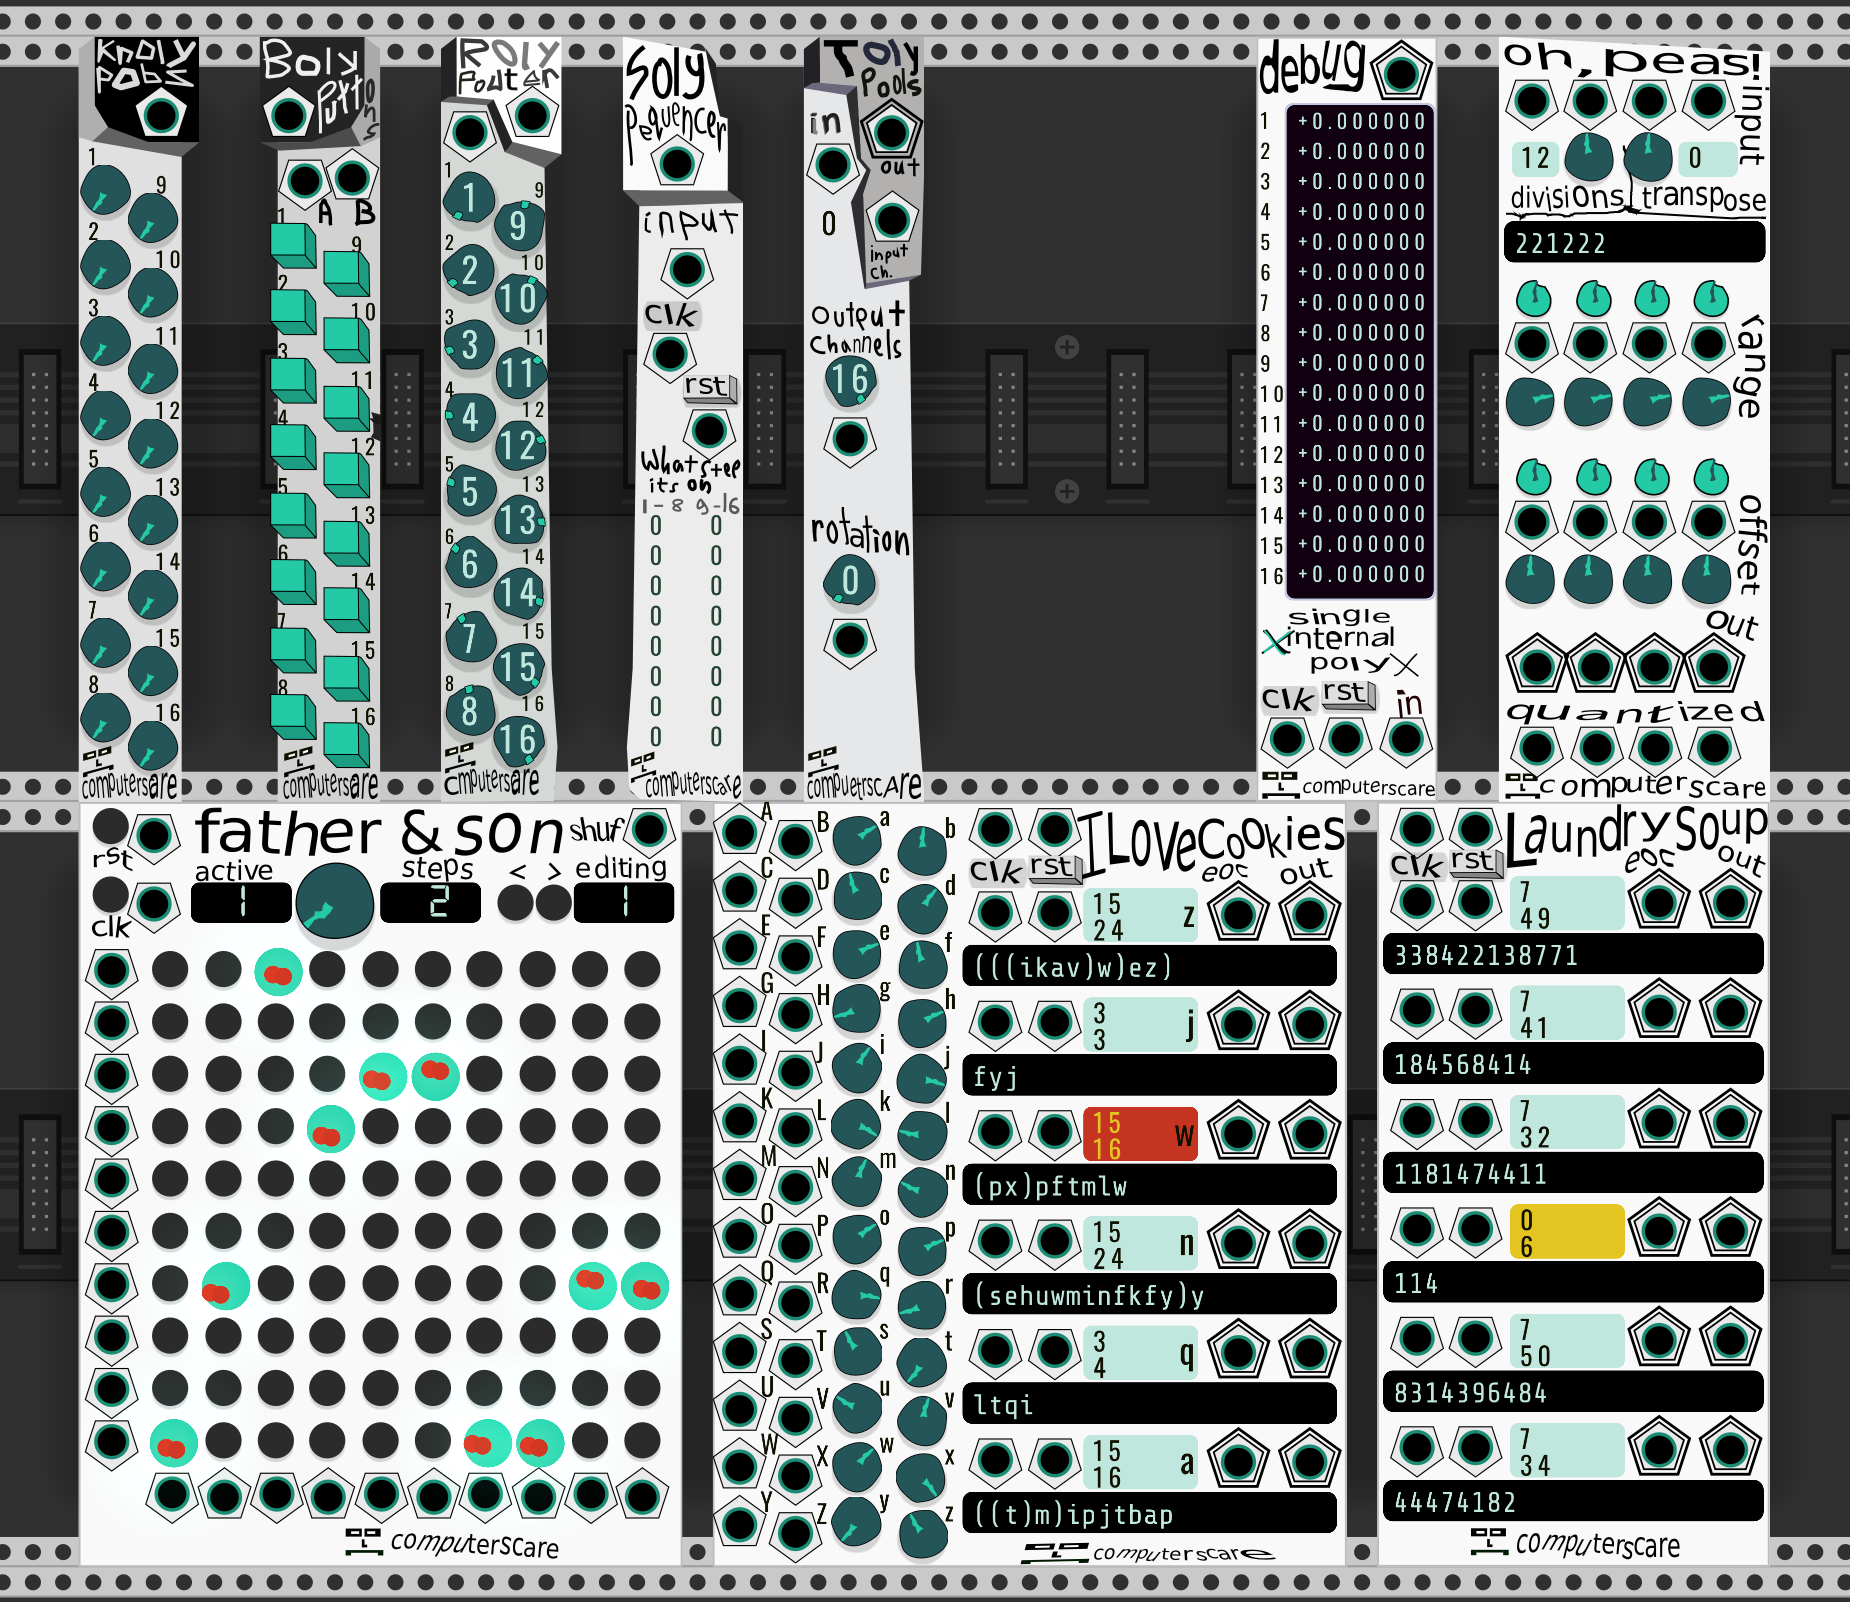 Knoly
Pobs
1
9
2
10
3
11
4
12
5
13
6
14
7
15
8
16
computerscare
Boly
Puttons
A B
1
9
2
10
3
11
4
12
5
13
6
14
7
15
8
16
computerscare
Roly
Pouter
1
1
9
9
2
2
10
10
3
3
11
11
4
4
12
12
5
5
13
13
6
6
14
14
7
7
15
15
8
8
16
16
cmputerscare
Soly
Pequencer
input
clk
rst
What step
its on
1-8 9-16
0 0
0 0
0 0
0 0
0 0
0 0
0 0
0 0
computerscare
Toly
Pools
in
out
0
input
ch.
Output
Channels
16
rotation
0
compuetrscare
debug
1 +0.000000
2 +0.000000
3 +0.000000
4 +0.000000
5 +0.000000
6 +0.000000
7 +0.000000
8 +0.000000
9 +0.000000
10 +0.000000
11 +0.000000
12 +0.000000
13 +0.000000
14 +0.000000
15 +0.000000
16 +0.000000
single
internal
poly
clk rst in
computerscare
oh, peas!
input
12 0
divisions transpose
221222
range
offset
out
quantized
computerscare
father & son
shuf
rst
active steps < > editing
1 2 1
clk
computerscare
A B a b
C D c d
E F e f
G H g h
I J i j
K L k l
M N m n
O P o p
Q R q r
S T s t
U V u v
W X w x
Y Z y z
ILoveCookies
clk rst eoc out
15
24 z
(((ikav)w)ez)
3
3 j
fyj
15
16 w
(px)pftmlw
15
24 n
(sehuwminfkfy)y
3
4 q
ltqi
15
16 a
((t)m)ipjtbap
computerscare
LaundrySoup
clk rst eoc out
7
49
338422138771
7
41
184568414
7
32
1181474411
0
6
114
7
50
8314396484
7
34
44474182
computerscare